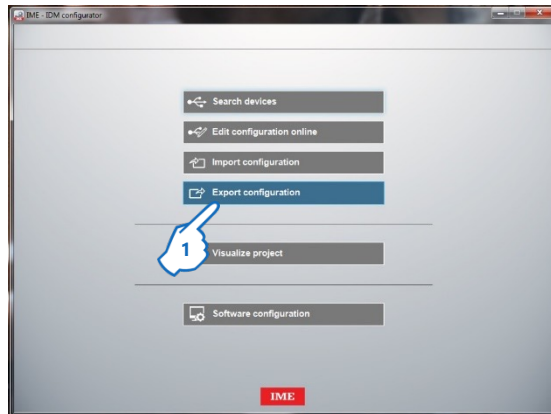 IME - IDM configurator
Search devices
Edit configuration online
Import configuration
Export configuration
1
Visualize project
Software configuration
IME